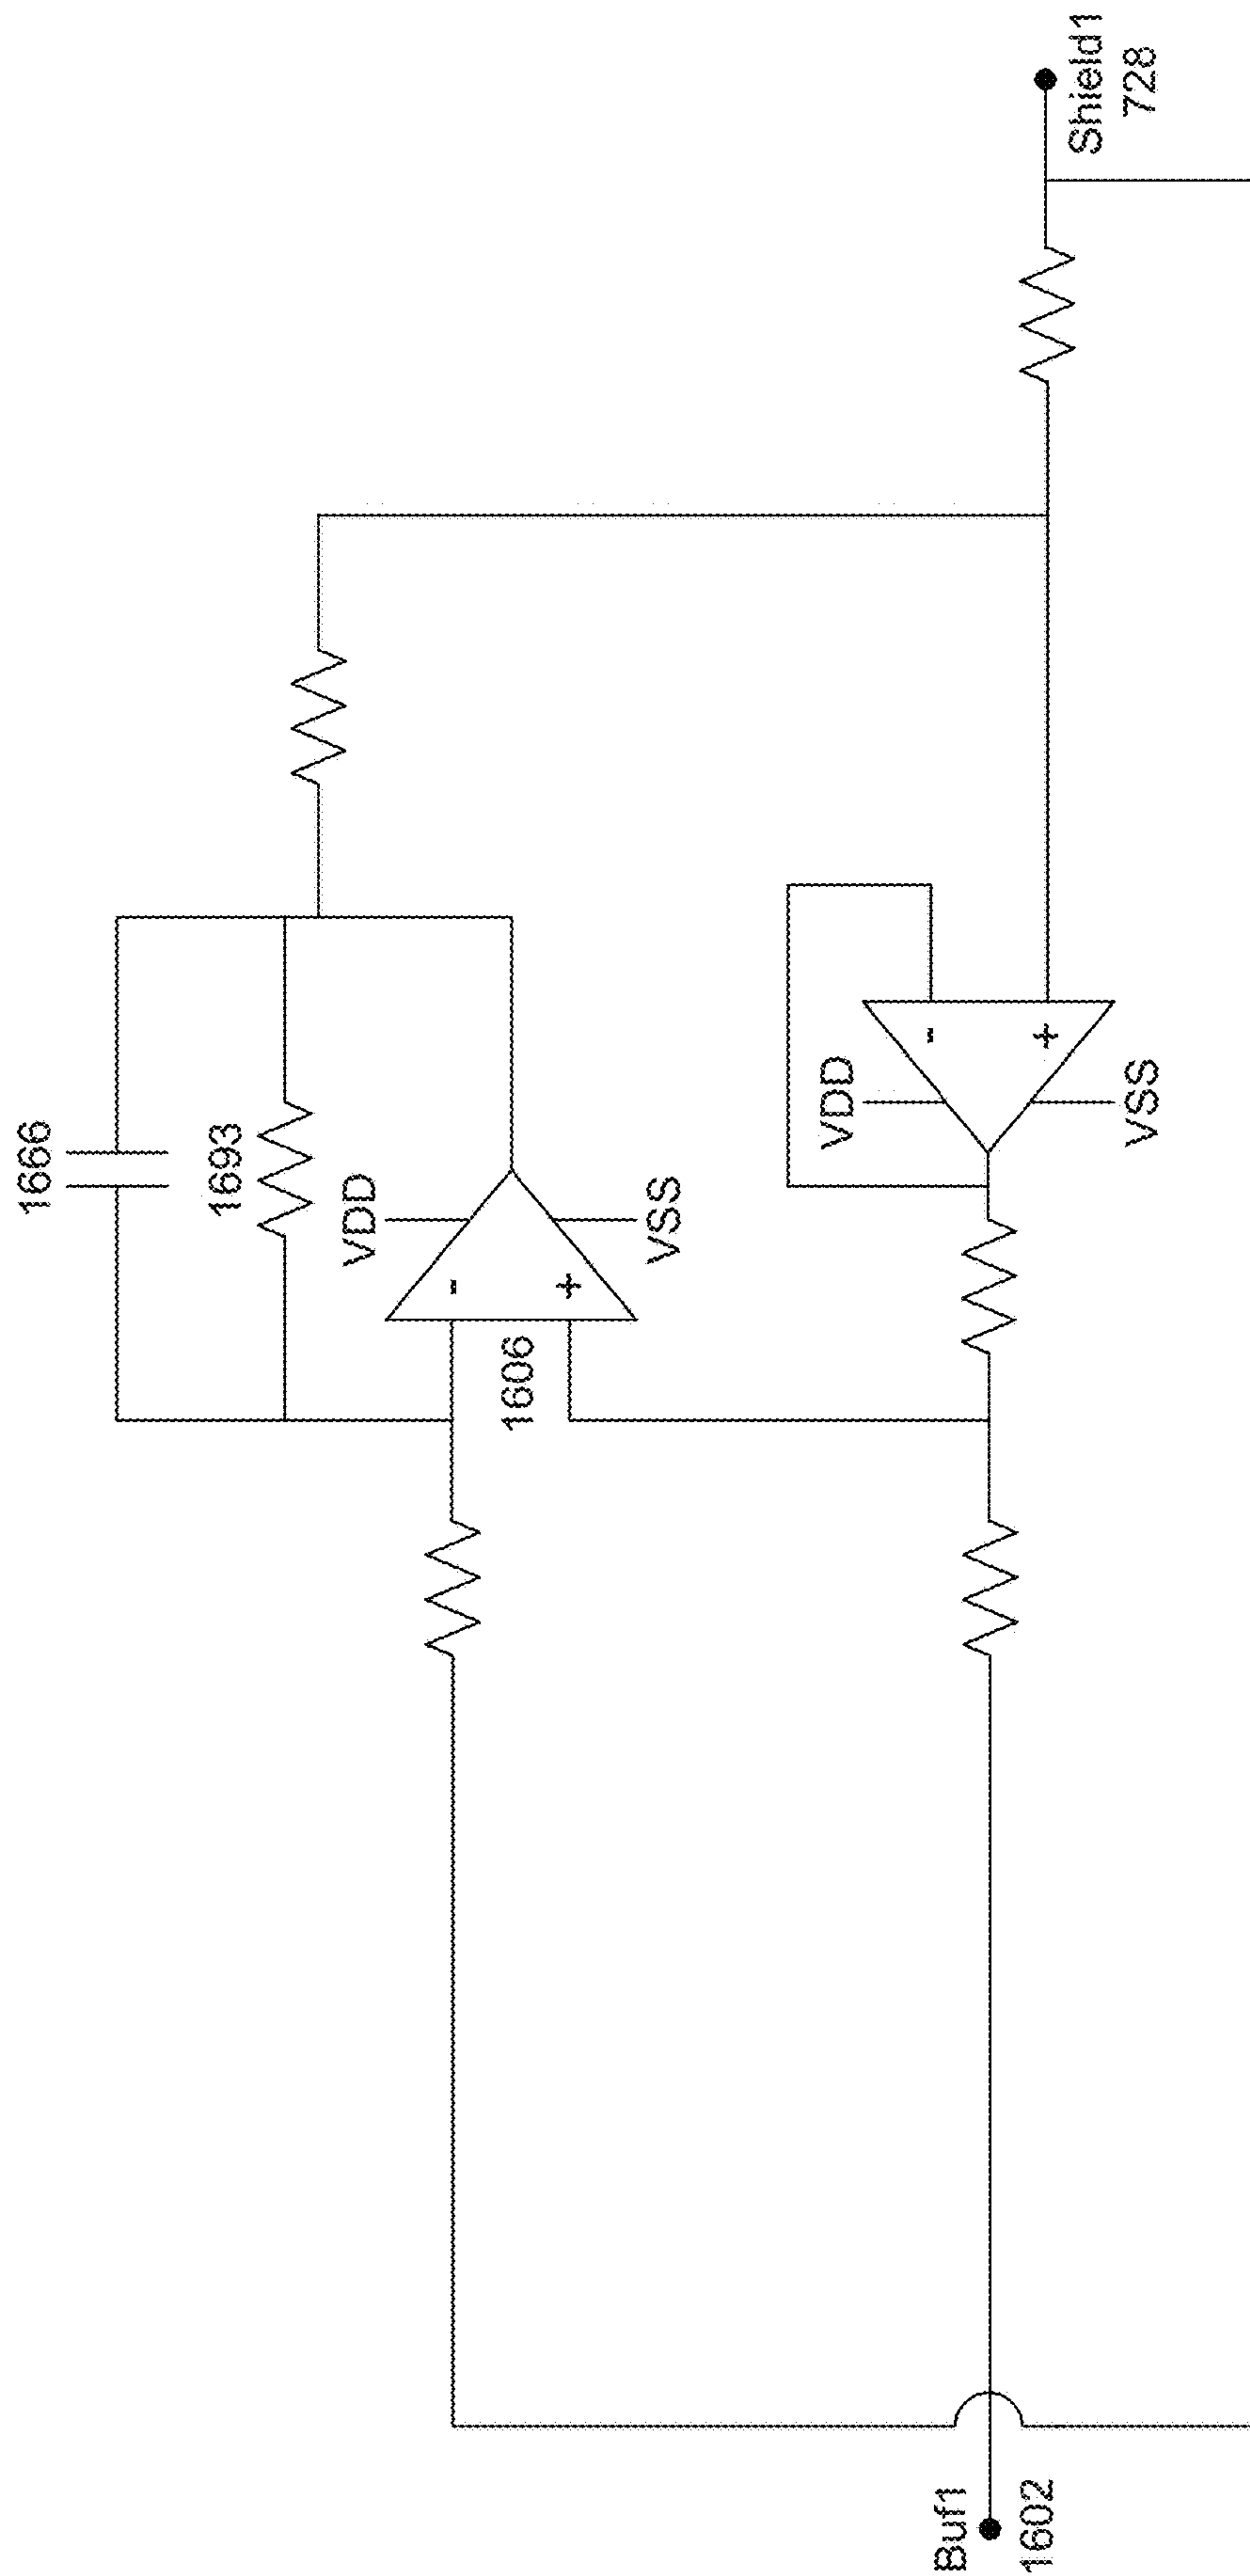 1666
1693
VDD
VSS
1606
VDD
VSS
Shield1
728
Buf1
1602
-
+
-
+